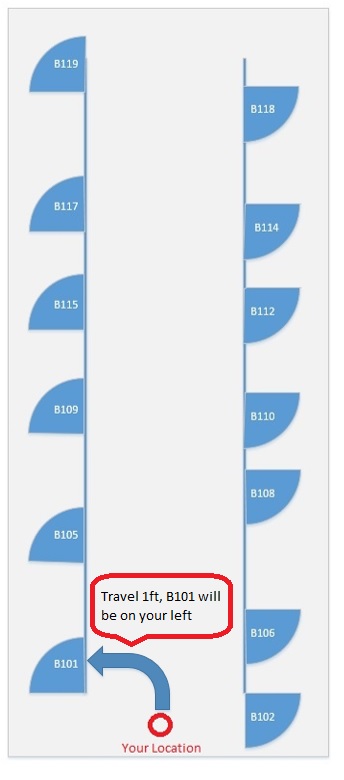 B119
B118
B117
B114
B115
B112
B109
B110
B108
B105
Travel 1ft, B101 will
be on your left
B106
B101
B102
Your Location